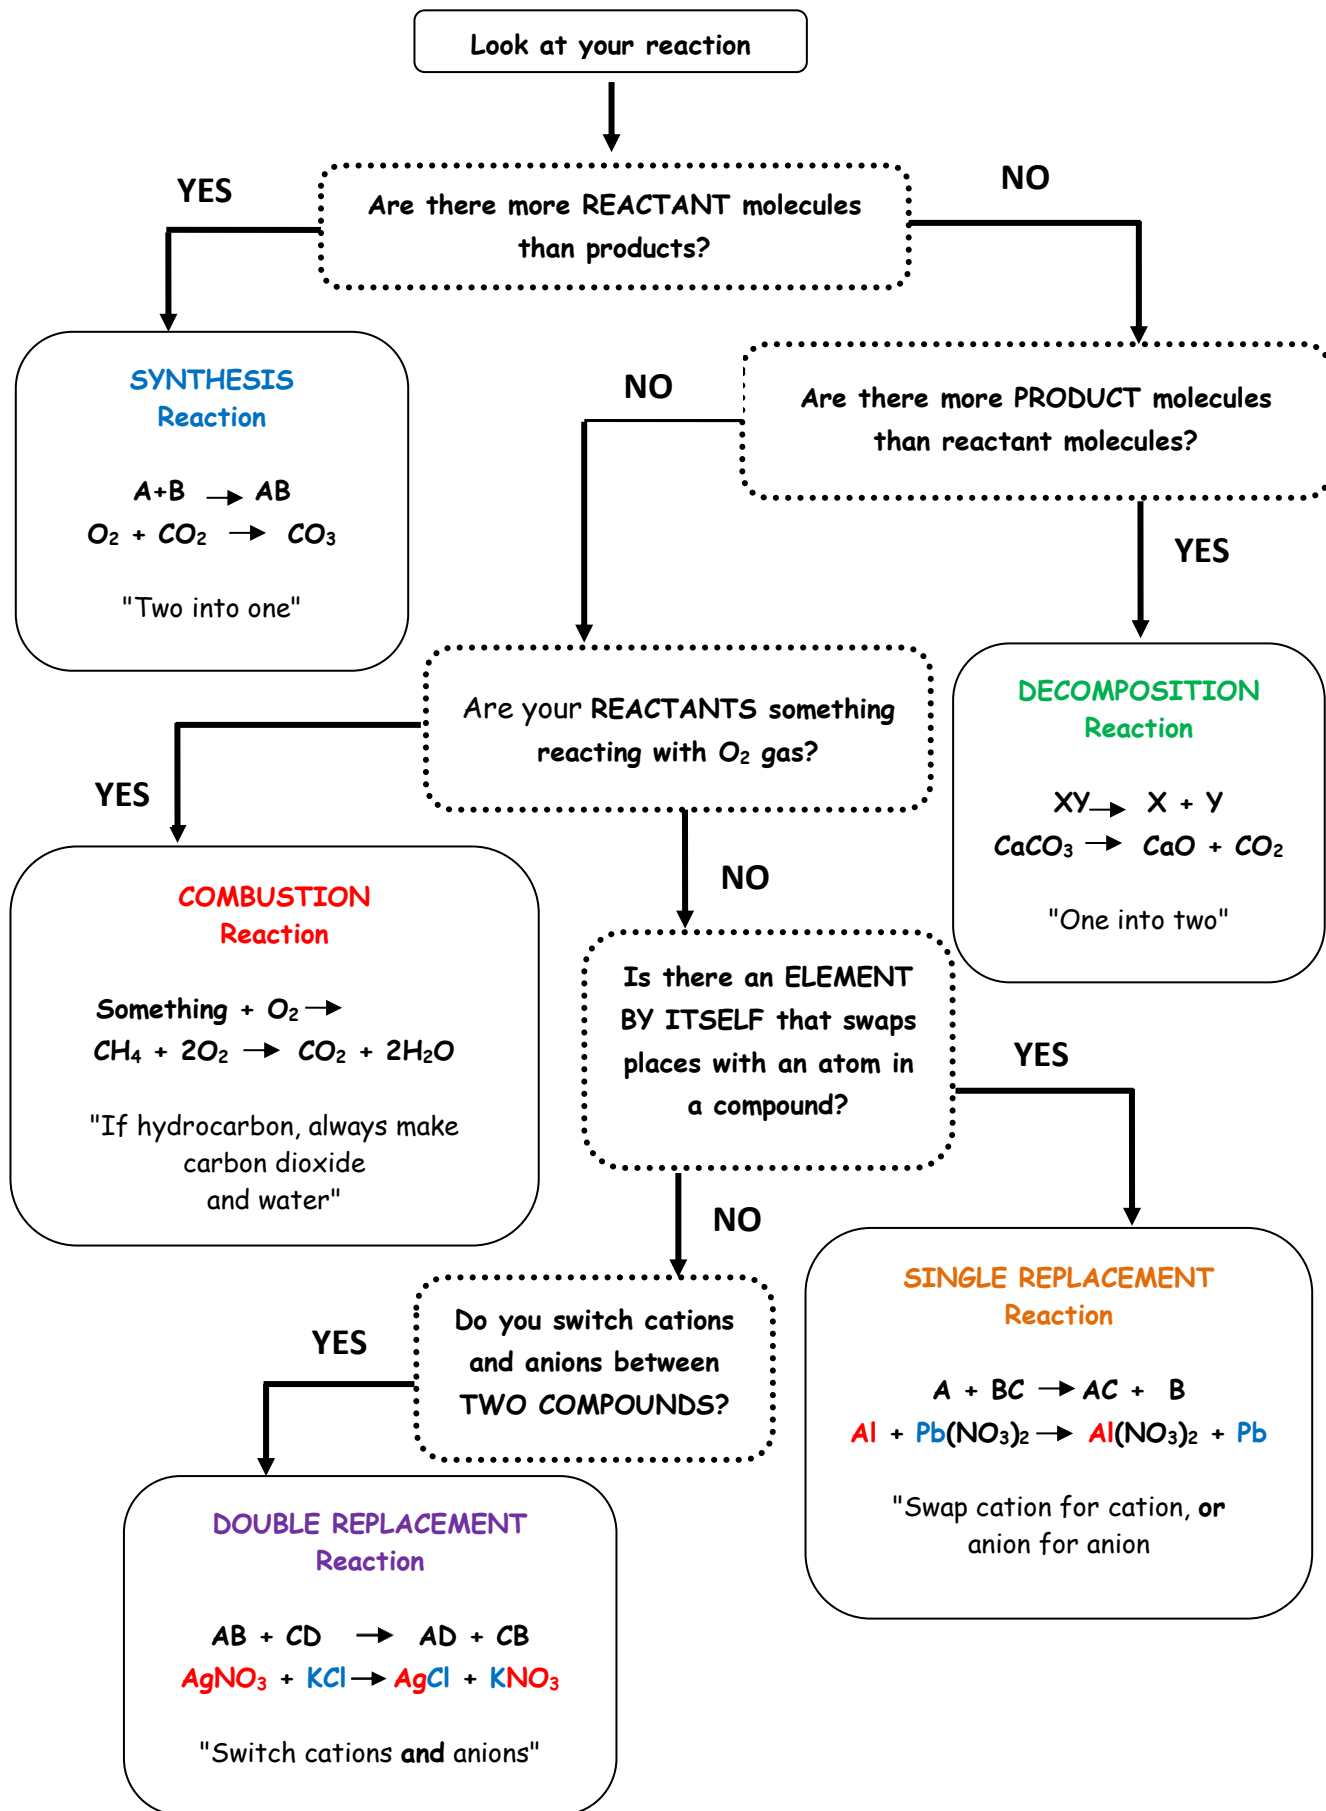 Look at your reaction
YES
NO
Are there more REACTANT molecules
than products?
SYNTHESIS
Reaction
A+B → AB
O₂ + CO₂ → CO₃
"Two into one"
NO
Are there more PRODUCT molecules
than reactant molecules?
YES
Are your REACTANTS something
reacting with O₂ gas?
DECOMPOSITION
Reaction
XY → X + Y
CaCO₃ → CaO + CO₂
"One into two"
YES
COMBUSTION
Reaction
Something + O₂ →
CH₄ + 2O₂ → CO₂ + 2H₂O
"If hydrocarbon, always make
carbon dioxide
and water"
NO
Is there an ELEMENT
BY ITSELF that swaps
places with an atom in
a compound?
YES
NO
SINGLE REPLACEMENT
Reaction
A + BC → AC + B
Al + Pb(NO₃)₂ → Al(NO₃)₂ + Pb
"Swap cation for cation, or
anion for anion
Do you switch cations
and anions between
TWO COMPOUNDS?
YES
DOUBLE REPLACEMENT
Reaction
AB + CD → AD + CB
AgNO₃ + KCl → AgCl + KNO₃
"Switch cations and anions"